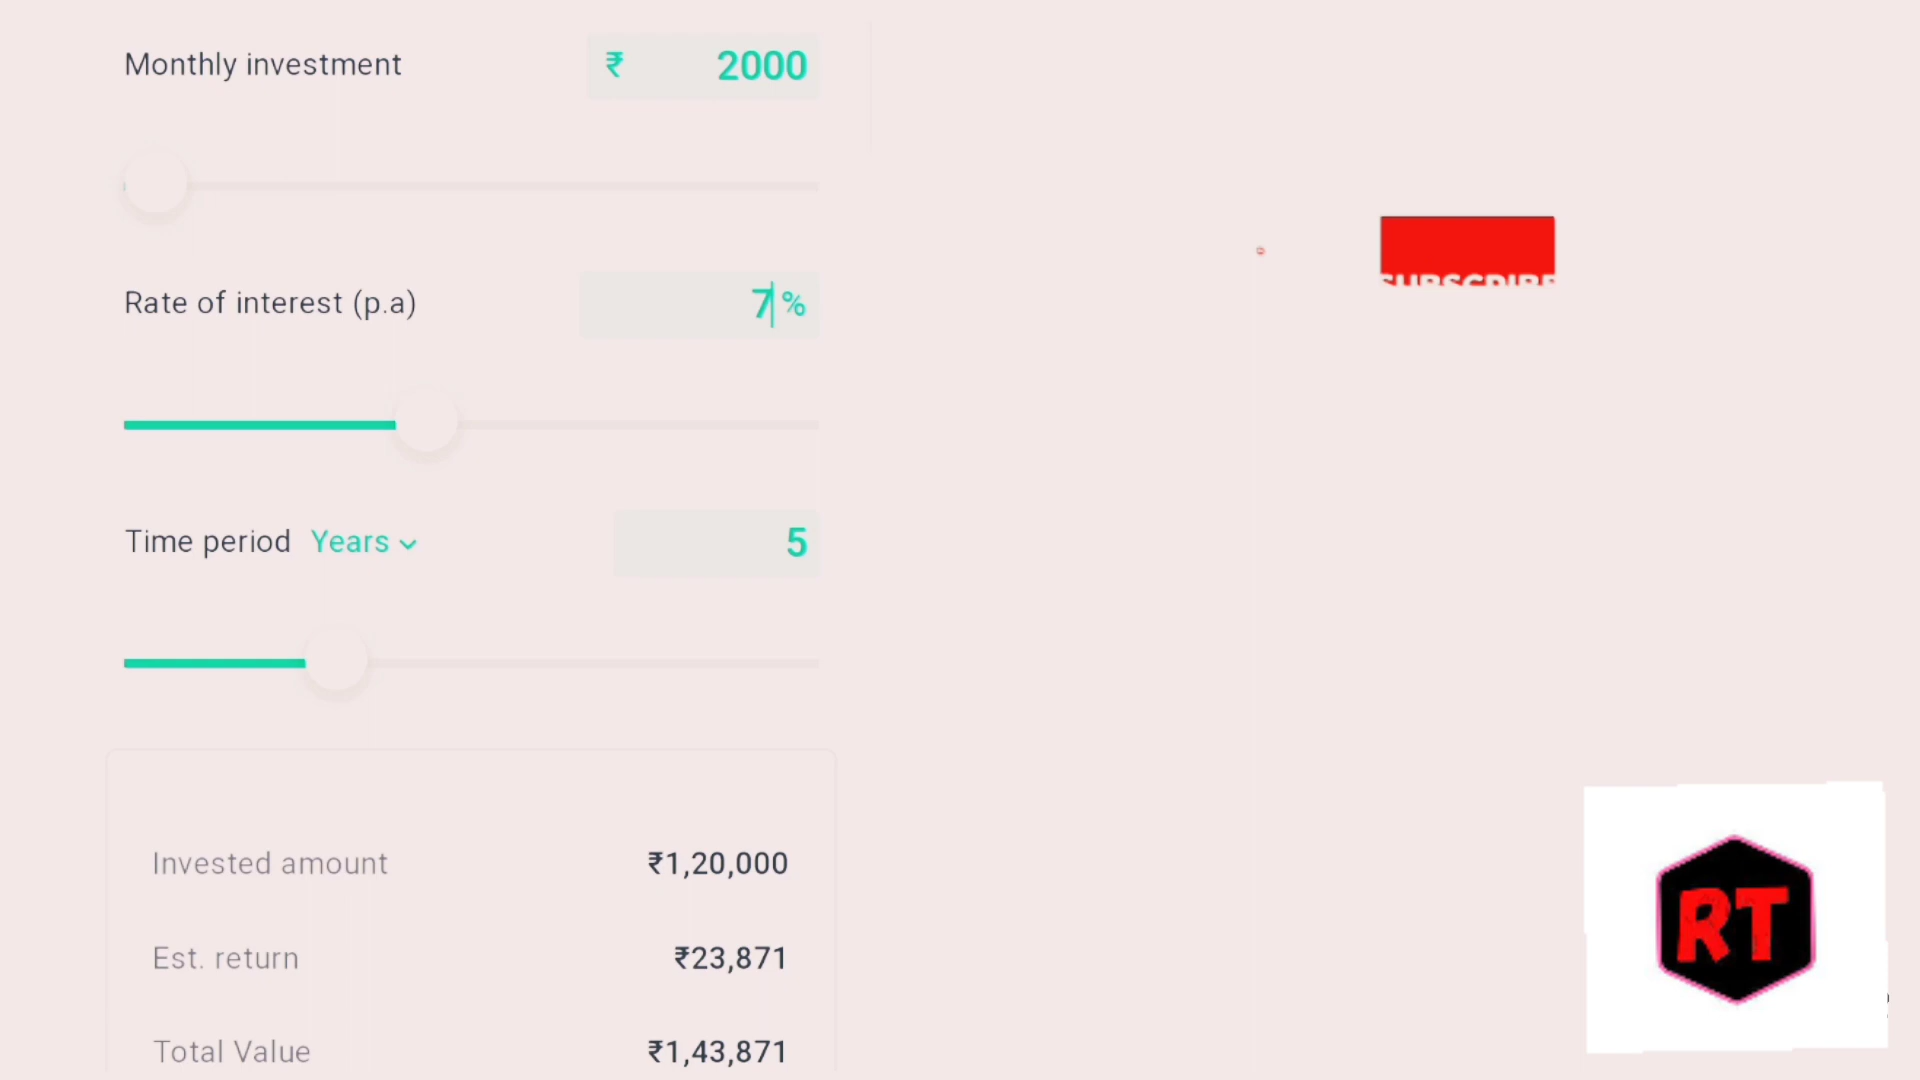 Monthly investment ₹ 2000
Rate of interest (p.a) 7%
Time period Years 5
Invested amount ₹1,20,000
Est. return ₹23,871
Total Value ₹1,43,871
SUBSCRIBE
RT